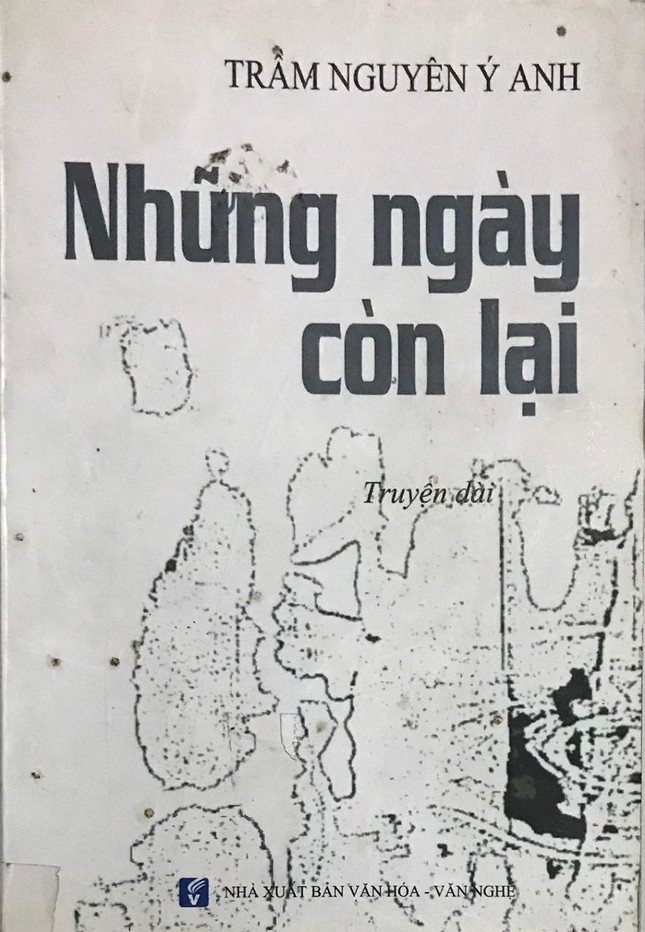 TRẦM NGUYÊN Ý ANH
Những ngày
còn lại
Truyện dài
NHÀ XUẤT BẢN VĂN HÓA - VĂN NGHỆ